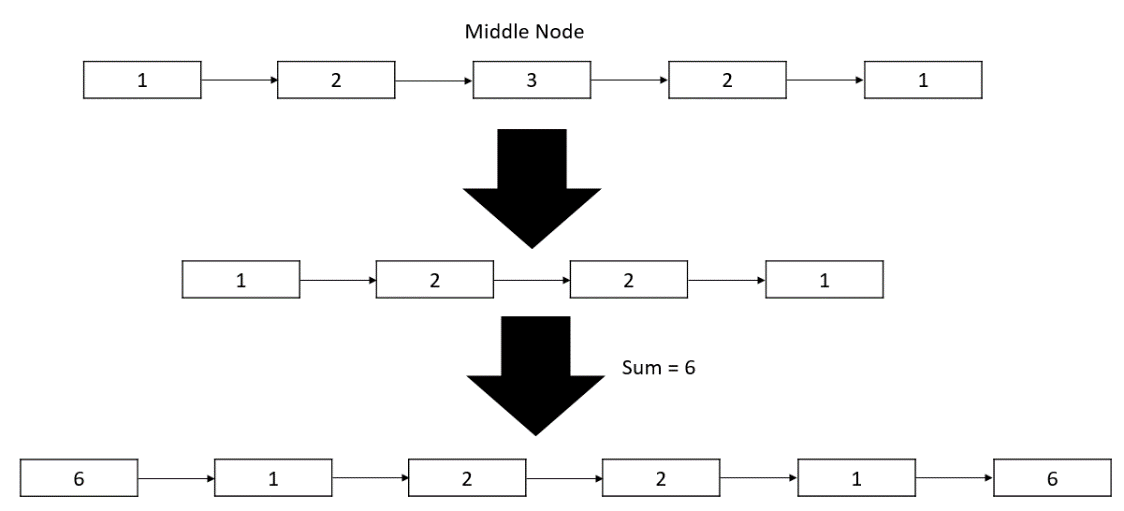 Middle Node
1 2 3 2 1
1 2 2 1
Sum = 6
6 1 2 2 1 6